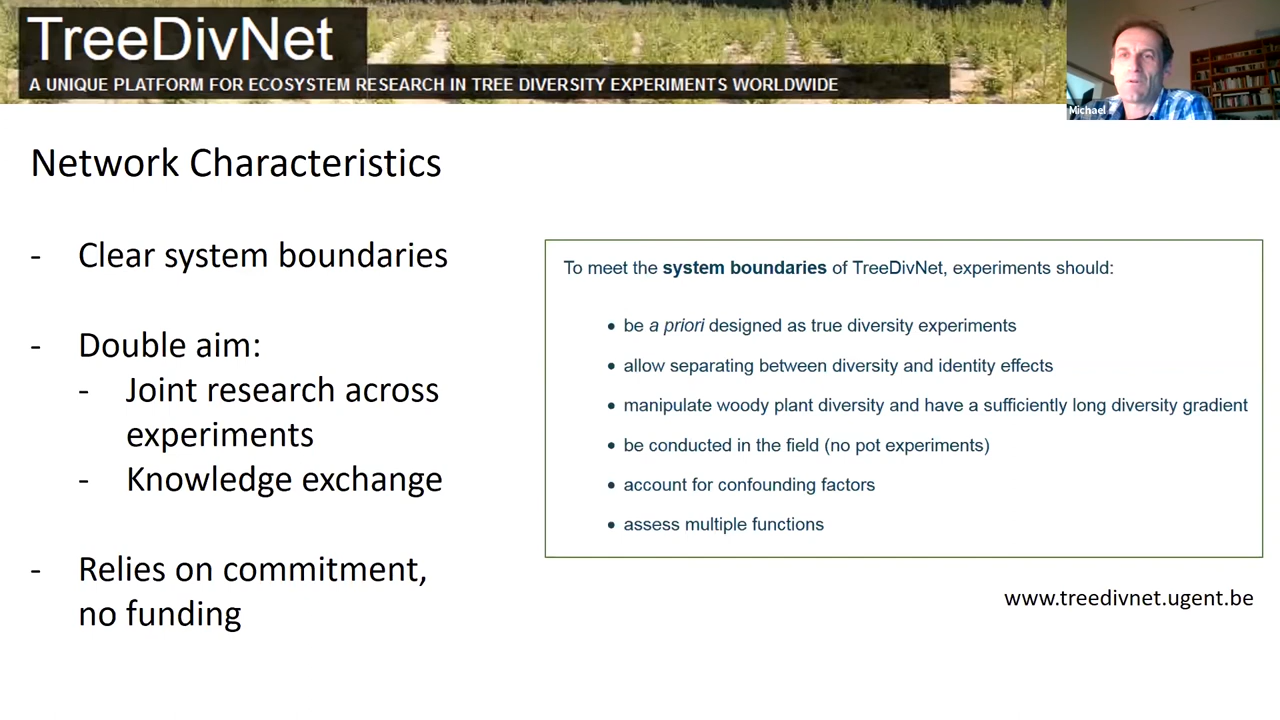 TreeDivNet
A UNIQUE PLATFORM FOR ECOSYSTEM RESEARCH IN TREE DIVERSITY EXPERIMENTS WORLDWIDE
Michael
Network Characteristics
- Clear system boundaries
- Double aim:
- Joint research across
experiments
- Knowledge exchange
- Relies on commitment,
no funding
To meet the system boundaries of TreeDivNet, experiments should:
• be a priori designed as true diversity experiments
• allow separating between diversity and identity effects
• manipulate woody plant diversity and have a sufficiently long diversity gradient
• be conducted in the field (no pot experiments)
• account for confounding factors
• assess multiple functions
www.treedivnet.ugent.be